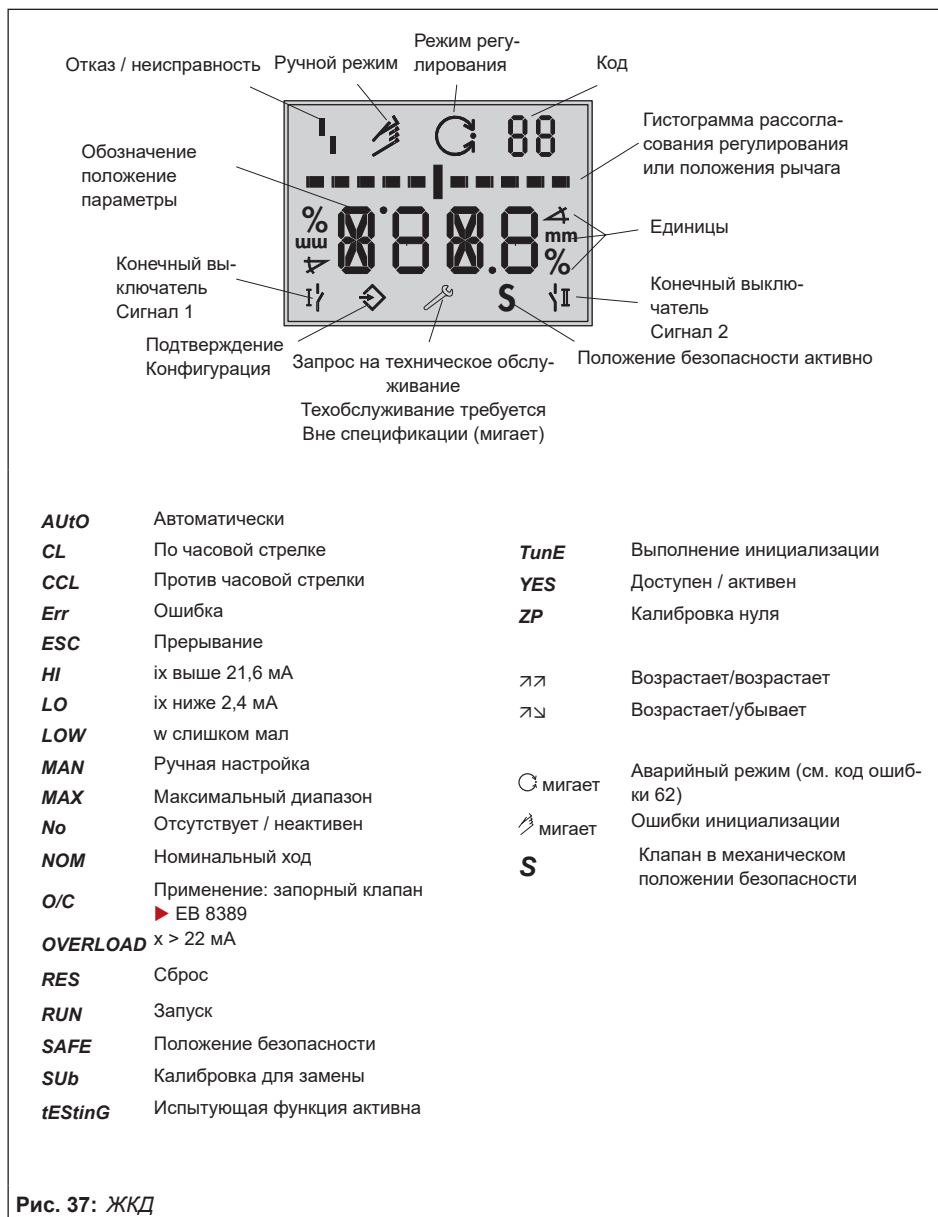 Отказ / неисправность
Ручной режим
Режим регу-
лирования
Код
Гистограмма рассогла-
сования регулирования
или положения рычага
Обозначение
положение
параметры
88
%
mm
8.8.8.8
mm
%
Единицы
Конечный вы-
ключатель
Сигнал 1
I
S
II
Конечный выклю-
чатель
Сигнал 2
Подтверждение
Конфигурация
Запрос на техническое обслу-
живание
Техобслуживание требуется
Вне спецификации (мигает)
Положение безопасности активно
AUtO Автоматически
CL По часовой стрелке
CCL Против часовой стрелки
Err Ошибка
ESC Прерывание
HI ix выше 21,6 мА
LO ix ниже 2,4 мА
LOW w слишком мал
MAN Ручная настройка
MAX Максимальный диапазон
No Отсутствует / неактивен
NOM Номинальный ход
O/C Применение: запорный клапан
▶ EB 8389
OVERLOAD x > 22 мА
RES Сброс
RUN Запуск
SAFE Положение безопасности
SUb Калибровка для замены
tEStinG Испытующая функция активна
TunE Выполнение инициализации
YES Доступен / активен
ZP Калибровка нуля
↗↗ Возрастает/возрастает
↗↘ Возрастает/убывает
мигает Аварийный режим (см. код ошиб-
ки 62)
мигает Ошибки инициализации
S Клапан в механическом
положении безопасности
Рис. 37: ЖКД